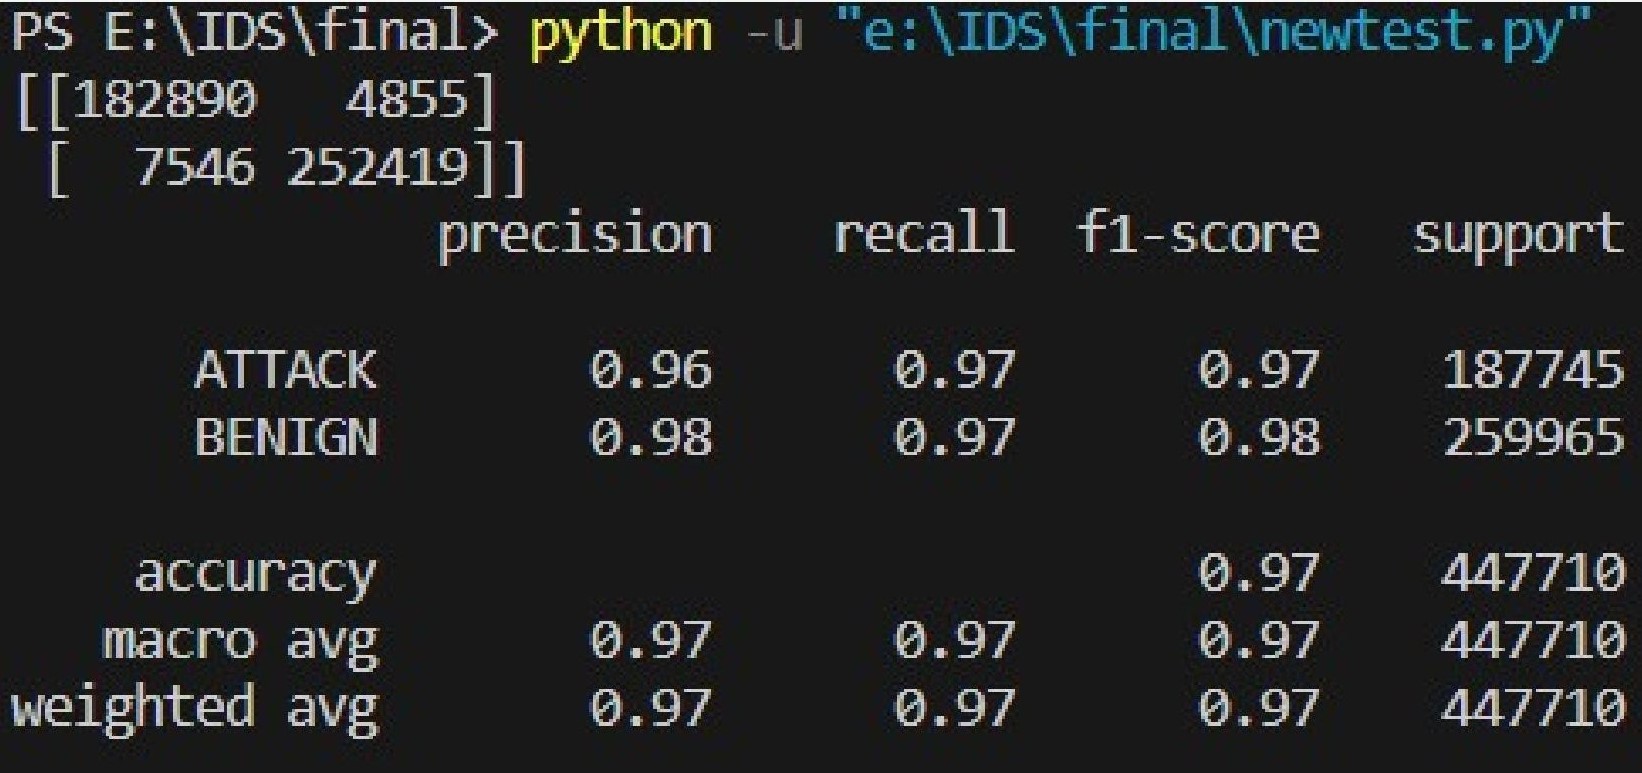 PS E:\IDS\final> python -u "e:\IDS\final\newtest.py"
[[182890   4855]
 [  7546 252419]]
              precision    recall  f1-score   support

      ATTACK       0.96      0.97      0.97    187745
      BENIGN       0.98      0.97      0.98    259965

    accuracy                           0.97    447710
   macro avg       0.97      0.97      0.97    447710
weighted avg       0.97      0.97      0.97    447710